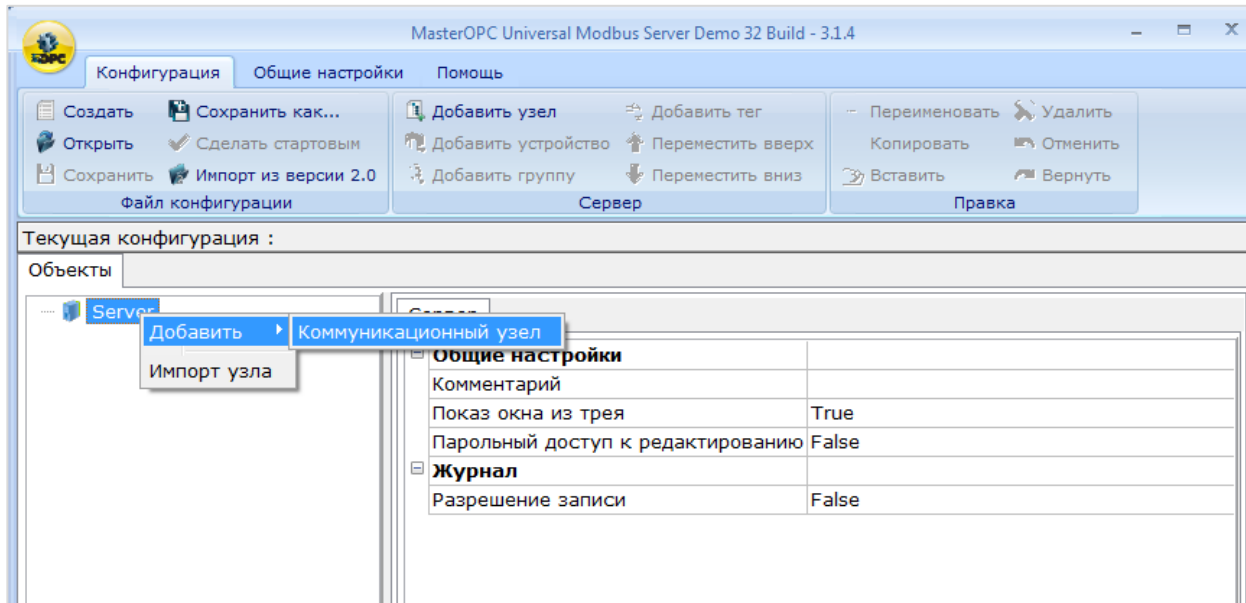 MasterOPC Universal Modbus Server Demo 32 Build - 3.1.4
Конфигурация Общие настройки Помощь
Создать Сохранить как... Добавить узел Добавить тег Переименовать Удалить
Открыть Сделать стартовым Добавить устройство Переместить вверх Копировать Отменить
Сохранить Импорт из версии 2.0 Добавить группу Переместить вниз Вставить Вернуть
Файл конфигурации Сервер Правка
Текущая конфигурация :
Объекты
Server
Добавить Коммуникационный узел
Импорт узла
Общие настройки
Комментарий
Показ окна из трея True
Парольный доступ к редактированию False
Журнал
Разрешение записи False